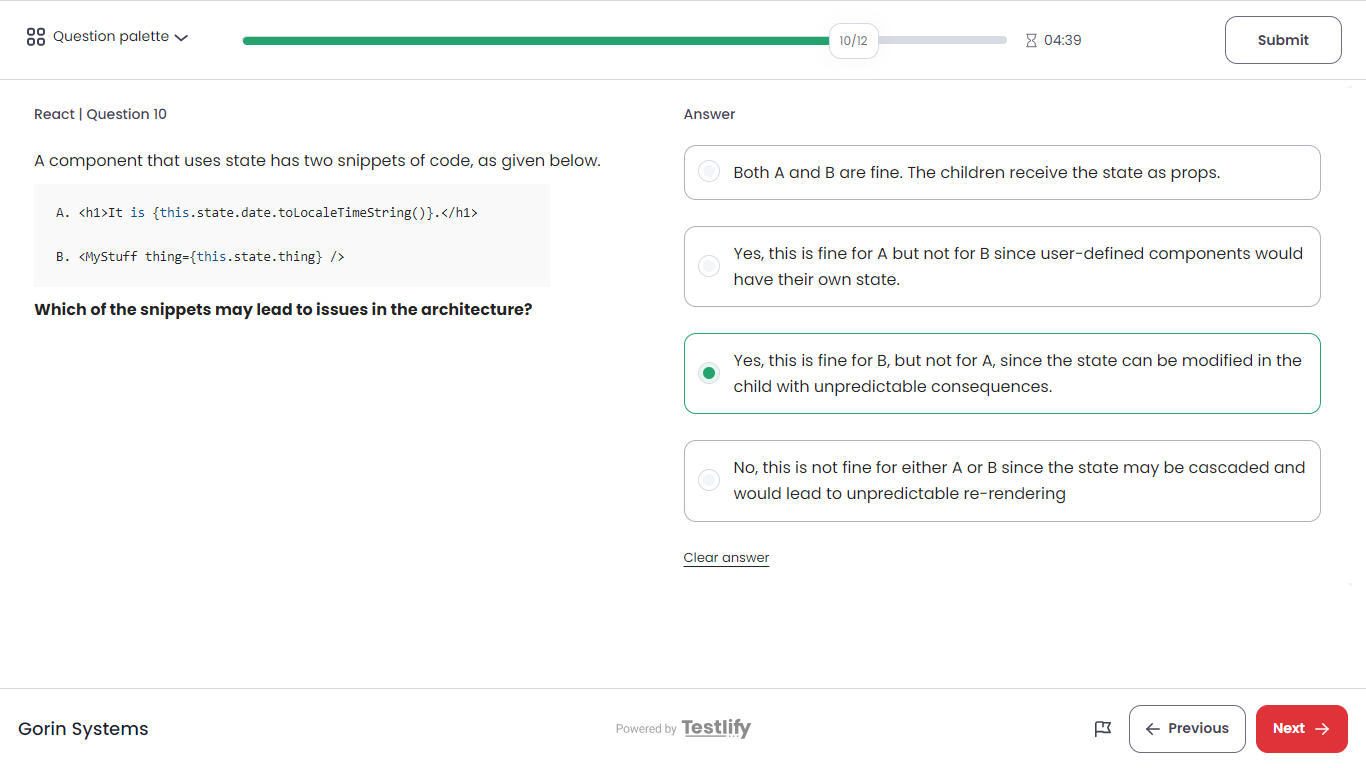 Question palette
10/12
04:39
Submit
React | Question 10
A component that uses state has two snippets of code, as given below.
A. <h1>It is {this.state.date.toLocaleTimeString()}.</h1>
B. <MyStuff thing={this.state.thing} />
Which of the snippets may lead to issues in the architecture?
Answer
Both A and B are fine. The children receive the state as props.
Yes, this is fine for A but not for B since user-defined components would
have their own state.
Yes, this is fine for B, but not for A, since the state can be modified in the
child with unpredictable consequences.
No, this is not fine for either A or B since the state may be cascaded and
would lead to unpredictable re-rendering
Clear answer
Gorin Systems
Powered by Testlify
Previous
Next